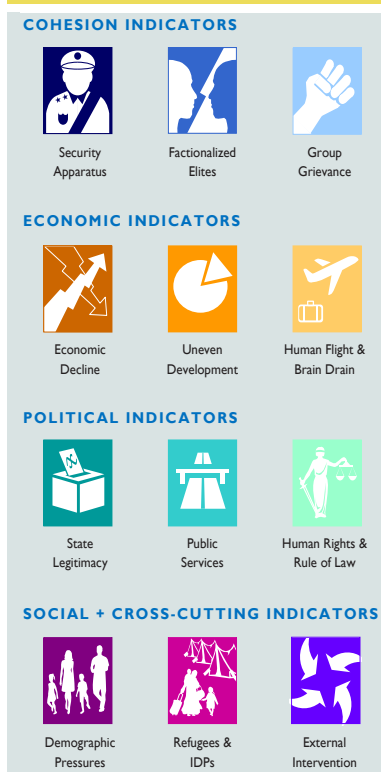 COHESION INDICATORS
Security
Apparatus
Factionalized
Elites
Group
Grievance
ECONOMIC INDICATORS
Economic
Decline
Uneven
Development
Human Flight &
Brain Drain
POLITICAL INDICATORS
State
Legitimacy
Public
Services
Human Rights &
Rule of Law
SOCIAL + CROSS-CUTTING INDICATORS
Demographic
Pressures
Refugees &
IDPs
External
Intervention